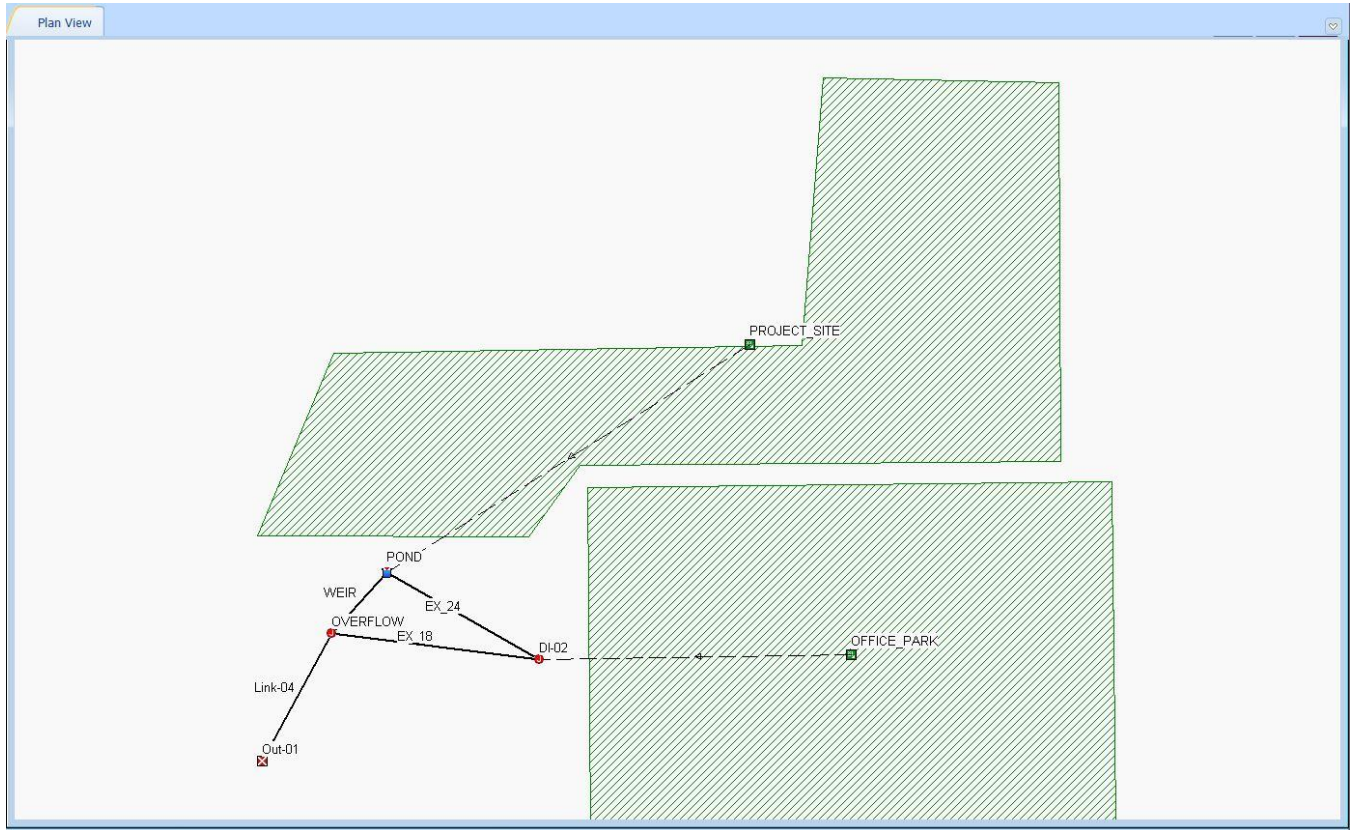 Plan View
PROJECT_SITE
POND
WEIR
EX_24
OVERFLOW
EX_18
DI-02
OFFICE_PARK
Link-04
Out-01